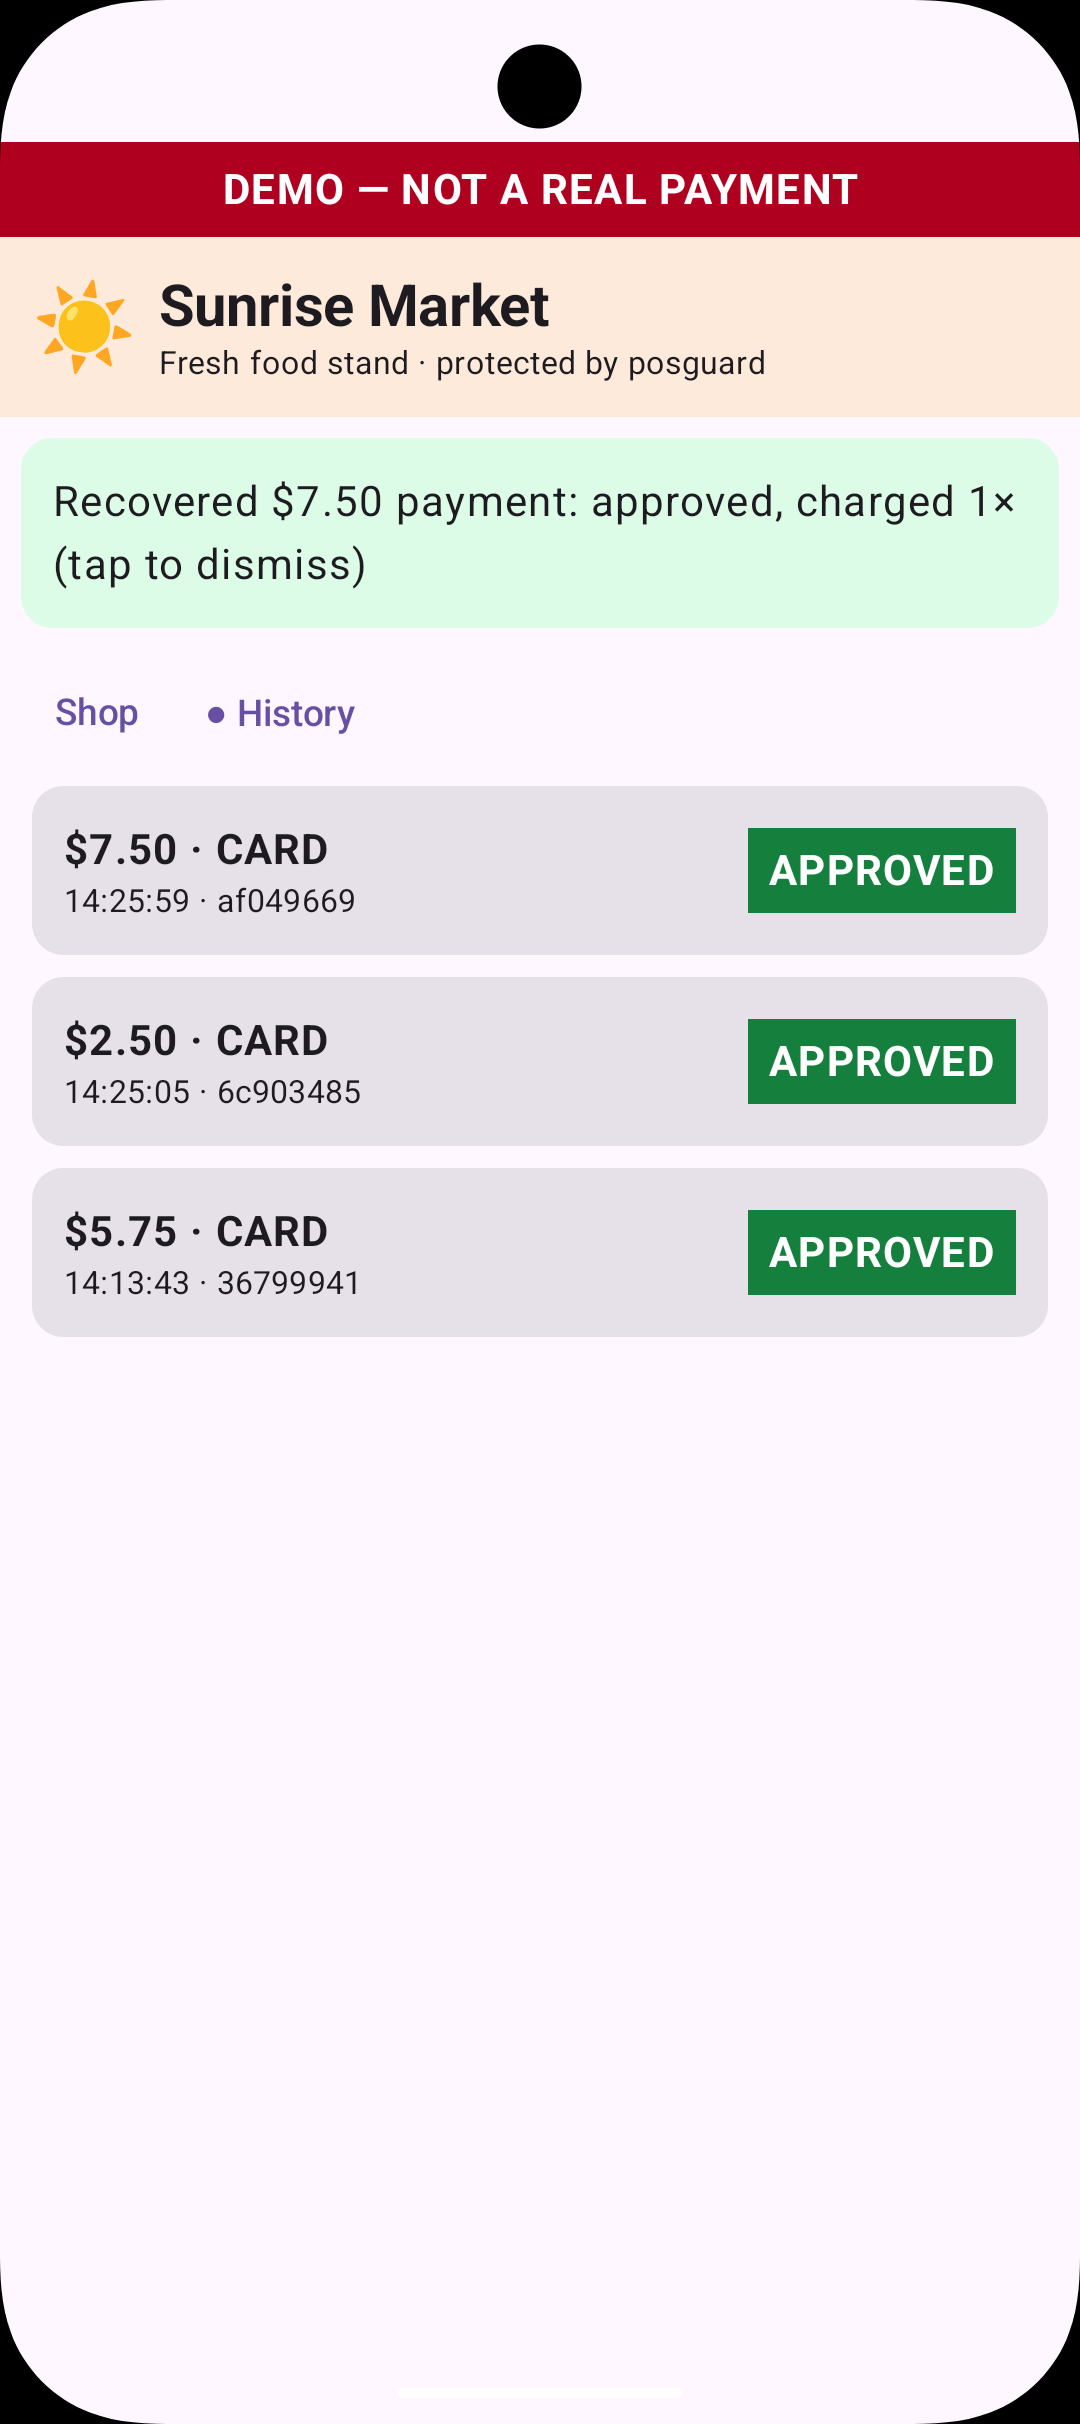 DEMO — NOT A REAL PAYMENT
Sunrise Market
Fresh food stand · protected by posguard
Recovered $7.50 payment: approved, charged 1×
(tap to dismiss)
Shop
● History
$7.50 · CARD
14:25:59 · af049669
APPROVED
$2.50 · CARD
14:25:05 · 6c903485
APPROVED
$5.75 · CARD
14:13:43 · 36799941
APPROVED